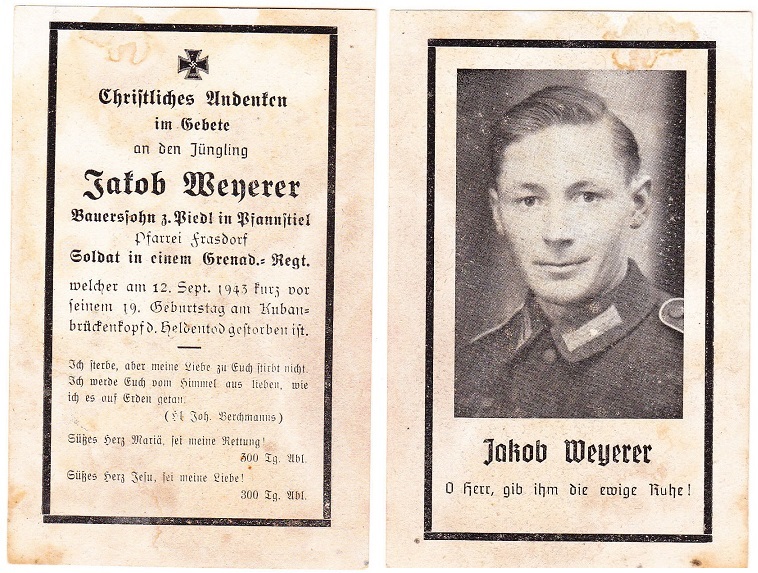 Christliches Andenken
im Gebete
an den Jüngling
Jakob Weyerer
Bauerssohn z. Piedl in Pfannstiel
Pfarrei Frasdorf
Soldat in einem Grenad.- Regt.
welcher am 12. Sept. 1943 kurz vor
seinem 19. Geburtstag am Kuban-
brückenkopf d. Heldentod gestorben ist.
Ich sterbe, aber meine Liebe zu Euch stirbt nicht.
Ich werde Euch vom Himmel aus lieben, wie
ich es auf Erden getan.
(Hl. Joh. Berchmanns)
Süßes Herz Mariä, sei meine Rettung!
300 Tg. Abl.
Süßes Herz Jesu, sei meine Liebe!
300 Tg. Abl.
Jakob Weyerer
O Herr, gib ihm die ewige Ruhe!